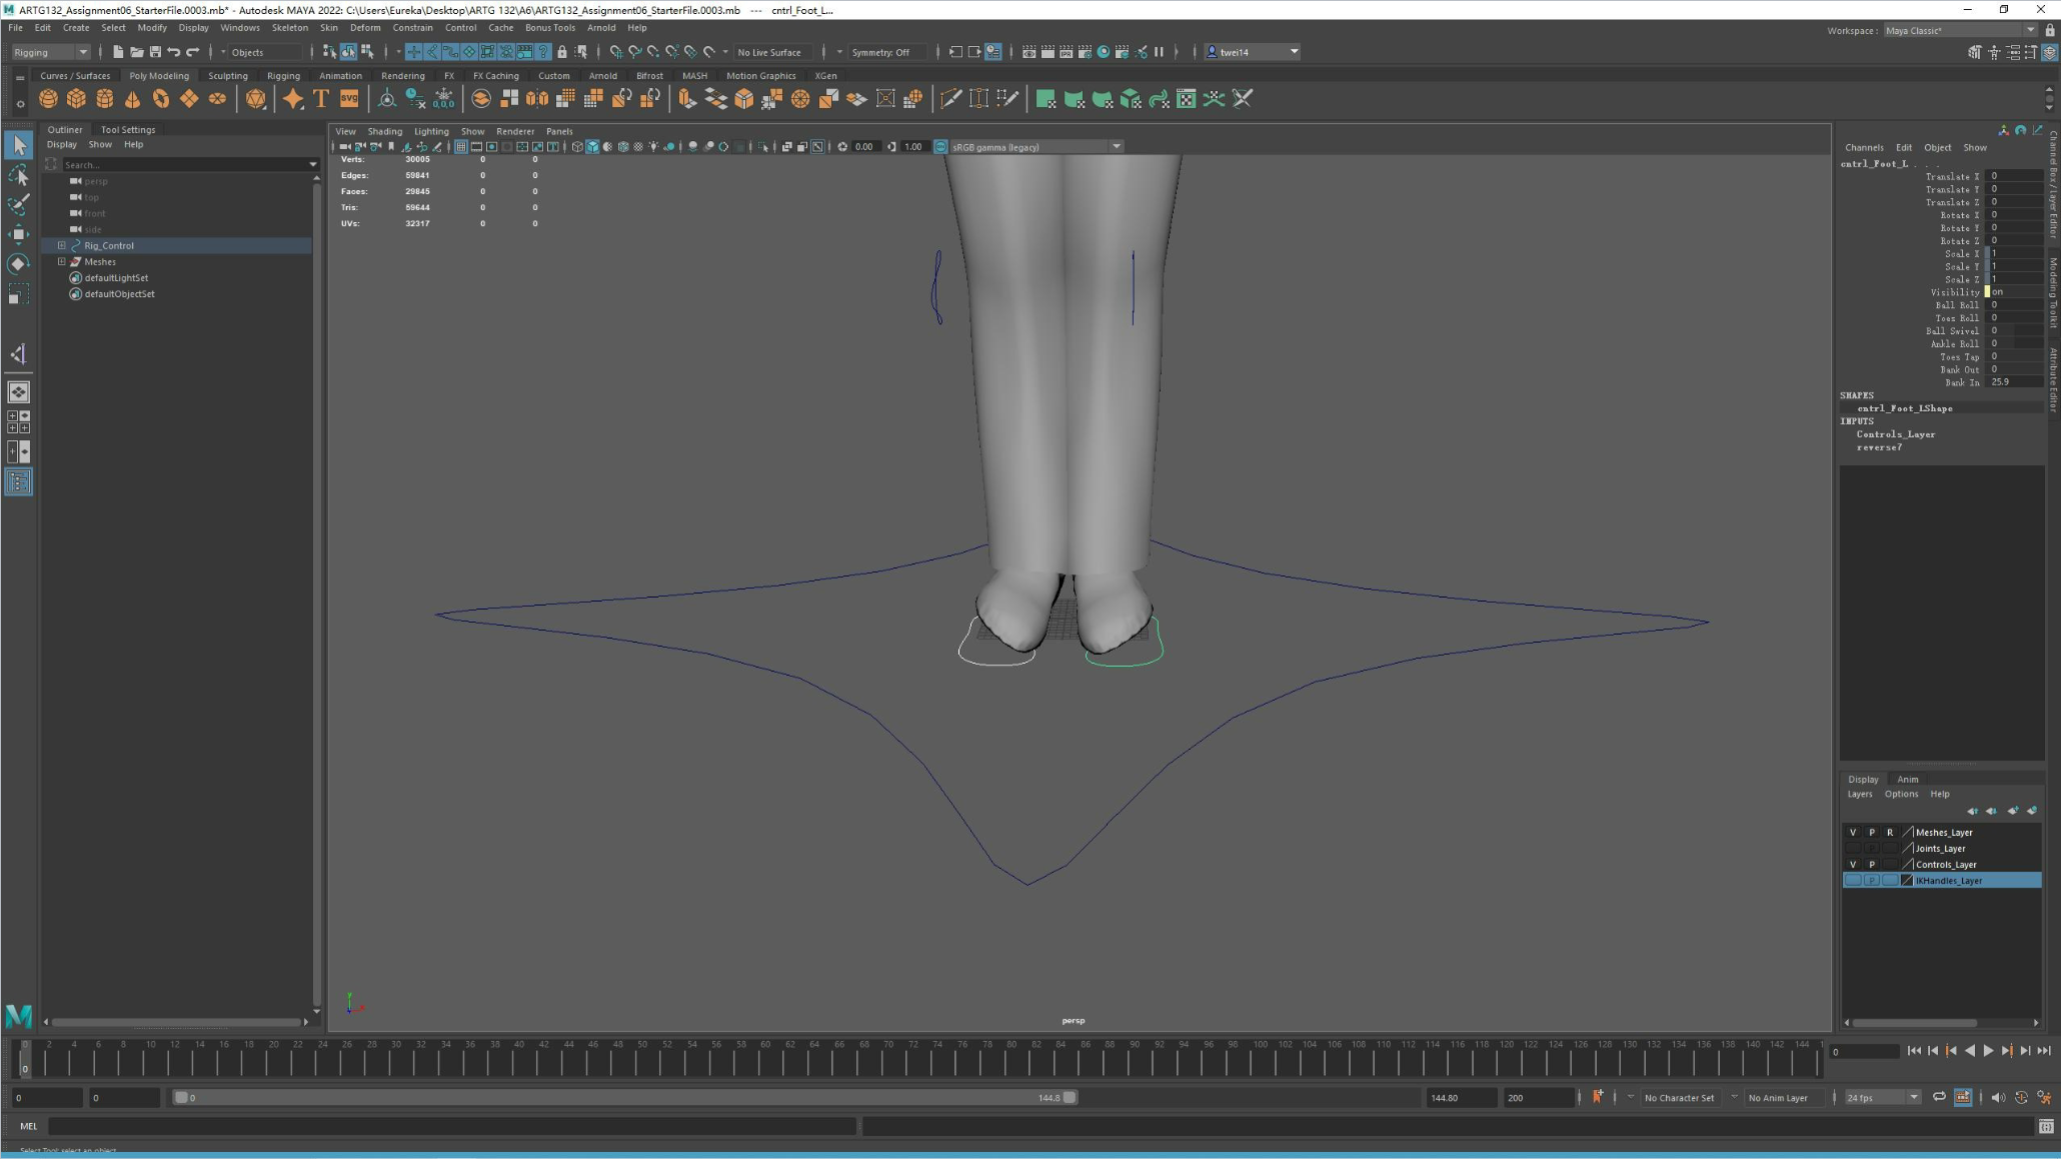 ARTG132_Assignment06_StarterFile.0003.mb* - Autodesk MAYA 2022: C:\Users\Eureka\Desktop\ARTG 132\A6\ARTG132_Assignment06_StarterFile.0003.mb --- cntrl_Foot_L...
File Edit Create Select Modify Display Windows Skeleton Skin Deform Constrain Control Cache Bonus Tools Arnold Help
Workspace : Maya Classic*
Rigging Objects No Live Surface Symmetry: Off twei14
Curves / Surfaces Poly Modeling Sculpting Rigging Animation Rendering FX FX Caching Custom Arnold Bifrost MASH Motion Graphics XGen
T svg
Outliner Tool Settings
Display Show Help
Search...
persp
top
front
side
Rig_Control
Meshes
defaultLightSet
defaultObjectSet
View Shading Lighting Show Renderer Panels
0.00 1.00 sRGB gamma (legacy)
Verts: 30005 0 0
Edges: 59841 0 0
Faces: 29845 0 0
Tris: 59644 0 0
UVs: 32317 0 0
persp
Channels Edit Object Show
cntrl_Foot_L . . .
Translate X 0
Translate Y 0
Translate Z 0
Rotate X 0
Rotate Y 0
Rotate Z 0
Scale X 1
Scale Y 1
Scale Z 1
Visibility on
Ball Roll 0
Toes Roll 0
Ball Swivel 0
Ankle Roll 0
Toes Tap 0
Bank Out 0
Bank In 25.9
SHAPES
cntrl_Foot_LShape
INPUTS
Controls_Layer
reverse7
Channel Box / Layer Editor
Modeling Toolkit
Attribute Editor
Display Anim
Layers Options Help
V P R Meshes_Layer
P Joints_Layer
V P Controls_Layer
P IKHandles_Layer
0 2 4 6 8 10 12 14 16 18 20 22 24 26 28 30 32 34 36 38 40 42 44 46 48 50 52 54 56 58 60 62 64 66 68 70 72 74 76 78 80 82 84 86 88 90 92 94 96 98 100 102 104 106 108 110 112 114 116 118 120 122 124 126 128 130 132 134 136 138 140 142 144
0
0
0 0 0 144.8 144.80 200 No Character Set No Anim Layer 24 fps
MEL
Select Tool: select an object